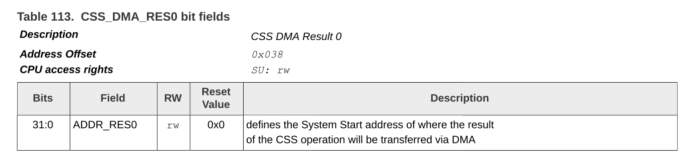 Table 113. CSS_DMA_RES0 bit fields
Description CSS DMA Result 0
Address Offset 0x038
CPU access rights SU: rw
Bits Field RW Reset Value Description
31:0 ADDR_RES0 rw 0x0 defines the System Start address of where the result
of the CSS operation will be transferred via DMA